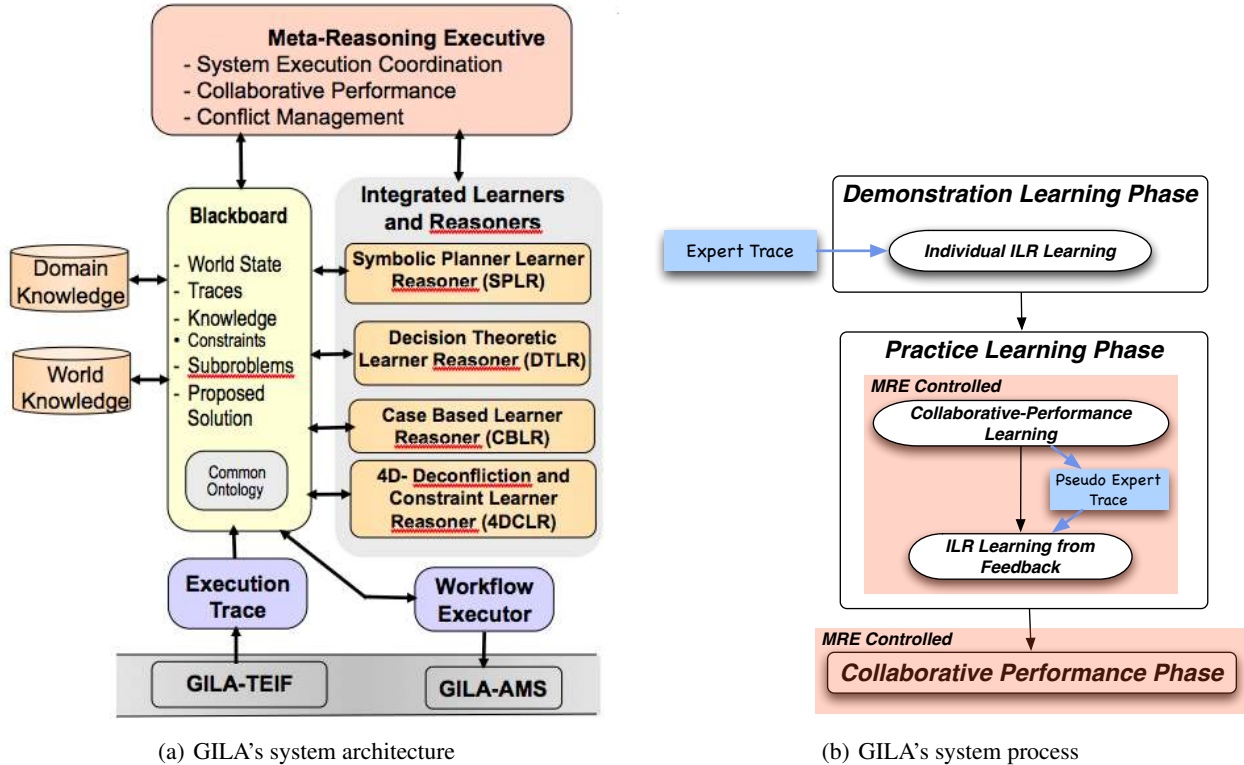 Meta-Reasoning Executive
- System Execution Coordination
- Collaborative Performance
- Conflict Management
Blackboard
- World State
- Traces
- Knowledge
• Constraints
- Subproblems
- Proposed
Solution
Common
Ontology
Domain
Knowledge
World
Knowledge
Integrated Learners
and Reasoners
Symbolic Planner Learner
Reasoner (SPLR)
Decision Theoretic
Learner Reasoner (DTLR)
Case Based Learner
Reasoner (CBLR)
4D- Deconfliction and
Constraint Learner
Reasoner (4DCLR)
Execution
Trace
Workflow
Executor
GILA-TEIF
GILA-AMS
(a) GILA's system architecture
Demonstration Learning Phase
Expert Trace
Individual ILR Learning
Practice Learning Phase
MRE Controlled
Collaborative-Performance
Learning
Pseudo Expert
Trace
ILR Learning from
Feedback
MRE Controlled
Collaborative Performance Phase
(b) GILA's system process